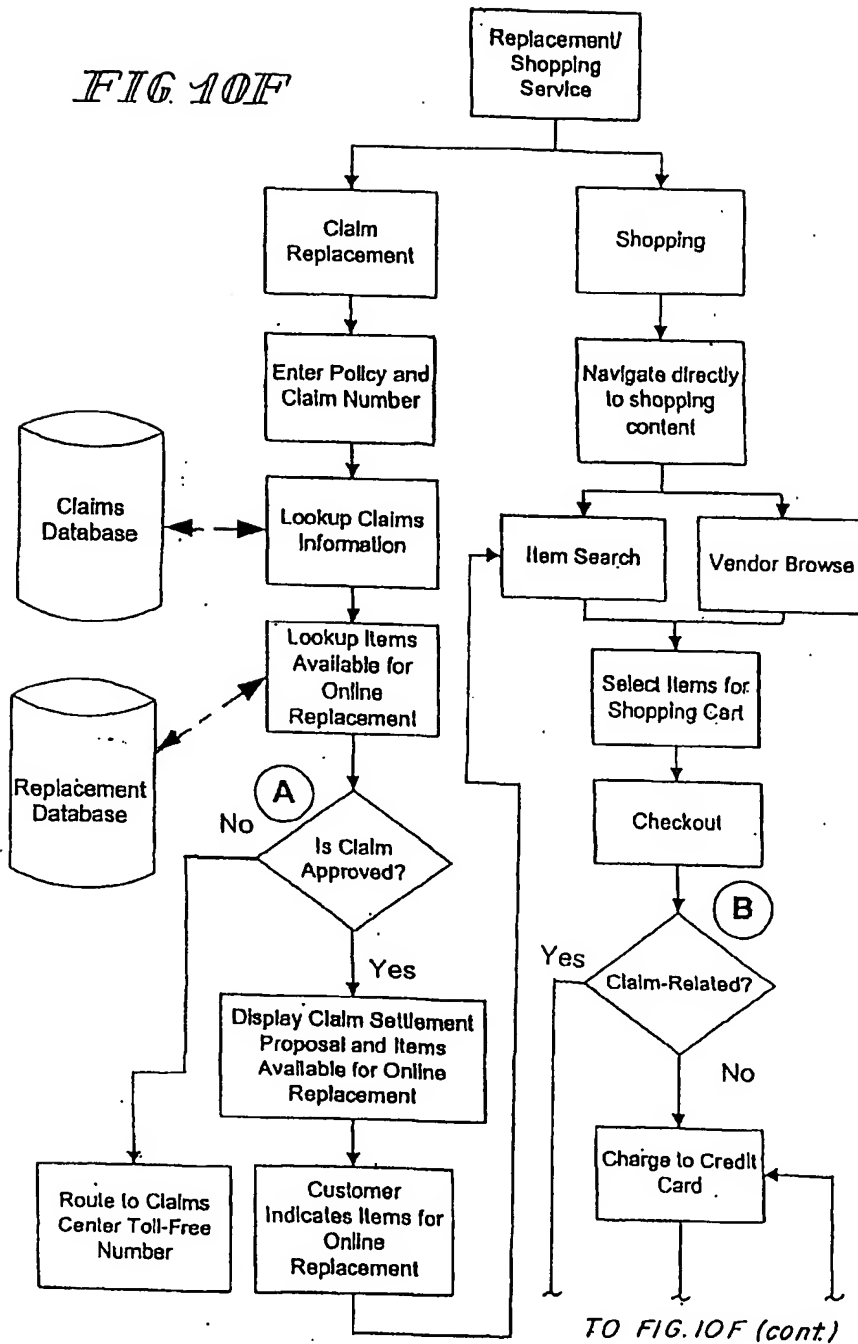 FIG. 10F
Replacement/
Shopping
Service
Claim
Replacement
Shopping
Enter Policy and
Claim Number
Navigate directly
to shopping
content
Claims
Database
Lookup Claims
Information
Item Search
Vendor Browse
Lookup Items
Available for
Online
Replacement
Select Items for
Shopping Cart
Replacement
Database
A
No
Is Claim
Approved?
Checkout
B
Yes
Yes
Claim-Related?
Display Claim Settlement
Proposal and Items
Available for Online
Replacement
No
Route to Claims
Center Toll-Free
Number
Customer
Indicates Items for
Online
Replacement
Charge to Credit
Card
TO FIG. 10F (cont.)